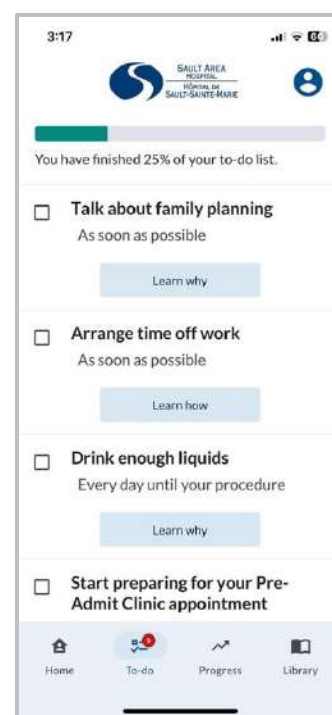 3:17
SAULT AREA
HOSPITAL
HÔPITAL DE
SAULT-SAINTE-MARIE
You have finished 25% of your to-do list.
Talk about family planning
As soon as possible
Learn why
Arrange time off work
As soon as possible
Learn how
Drink enough liquids
Every day until your procedure
Learn why
Start preparing for your Pre-
Admit Clinic appointment
Home To-do Progress Library